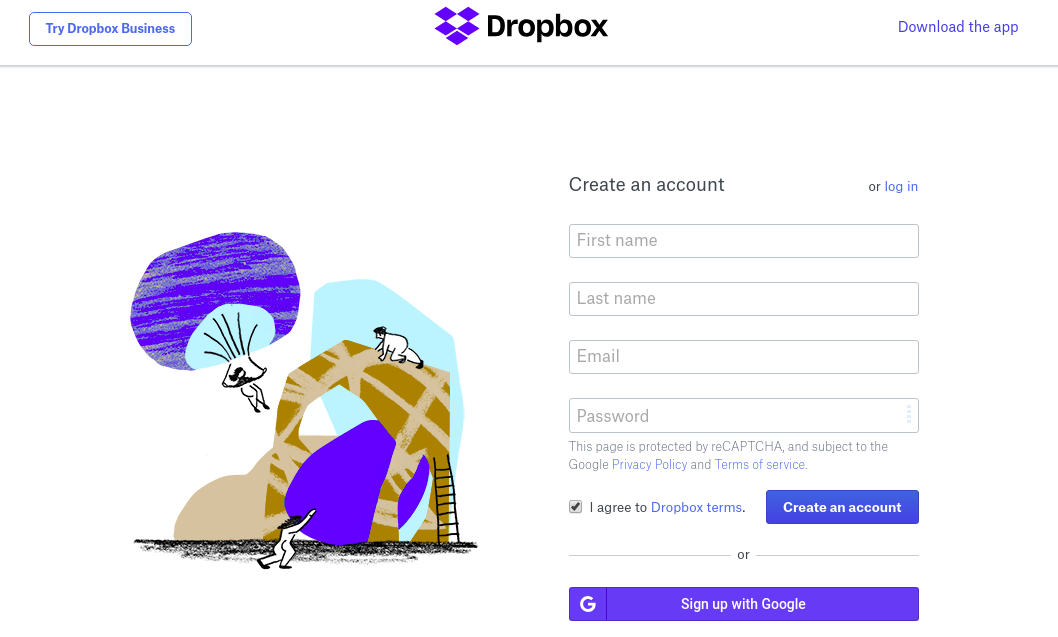 Try Dropbox Business
Dropbox
Download the app
Create an account
or log in
First name
Last name
Email
Password
This page is protected by reCAPTCHA, and subject to the
Google Privacy Policy and Terms of service.
I agree to Dropbox terms.
Create an account
or
G
Sign up with Google